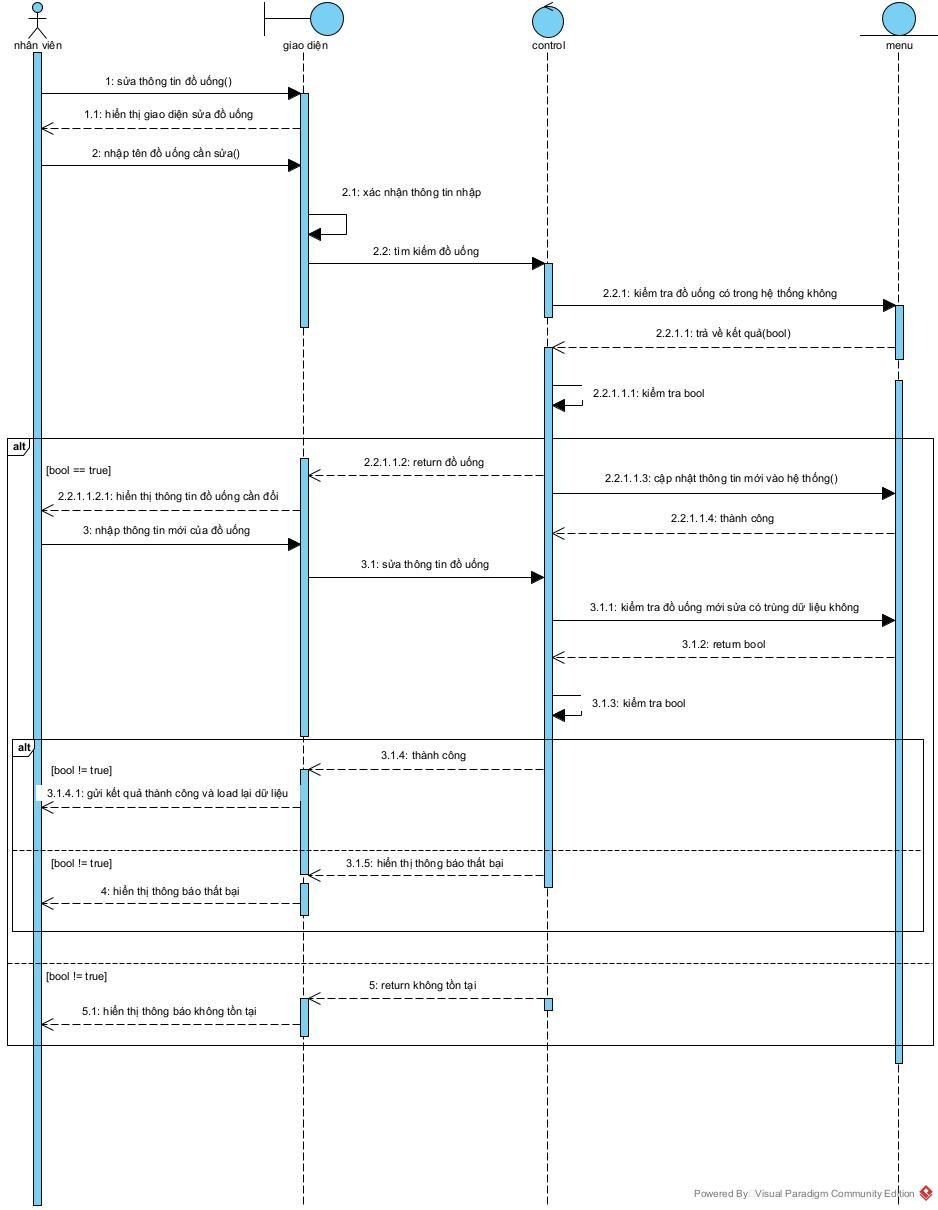 nhân viên
giao diện
control
menu
1: sửa thông tin đồ uống()
1.1: hiển thị giao diện sửa đồ uống
2: nhập tên đồ uống cần sửa()
2.1: xác nhận thông tin nhập
2.2: tìm kiếm đồ uống
2.2.1: kiểm tra đồ uống có trong hệ thống không
2.2.1.1: trả về kết quả(bool)
2.2.1.1.1: kiểm tra bool
alt
[bool == true]
2.2.1.1.2: return đồ uống
2.2.1.1.3: cập nhật thông tin mới vào hệ thống()
2.2.1.1.2.1: hiển thị thông tin đồ uống cần đổi
2.2.1.1.4: thành công
3: nhập thông tin mới của đồ uống
3.1: sửa thông tin đồ uống
3.1.1: kiểm tra đồ uống mới sửa có trùng dữ liệu không
3.1.2: return bool
3.1.3: kiểm tra bool
alt
3.1.4: thành công
[bool != true]
3.1.4.1: gửi kết quả thành công và load lại dữ liệu
[bool != true]
3.1.5: hiển thị thông báo thất bại
4: hiển thị thông báo thất bại
[bool != true]
5: return không tồn tại
5.1: hiển thị thông báo không tồn tại
Powered By Visual Paradigm Community Edition